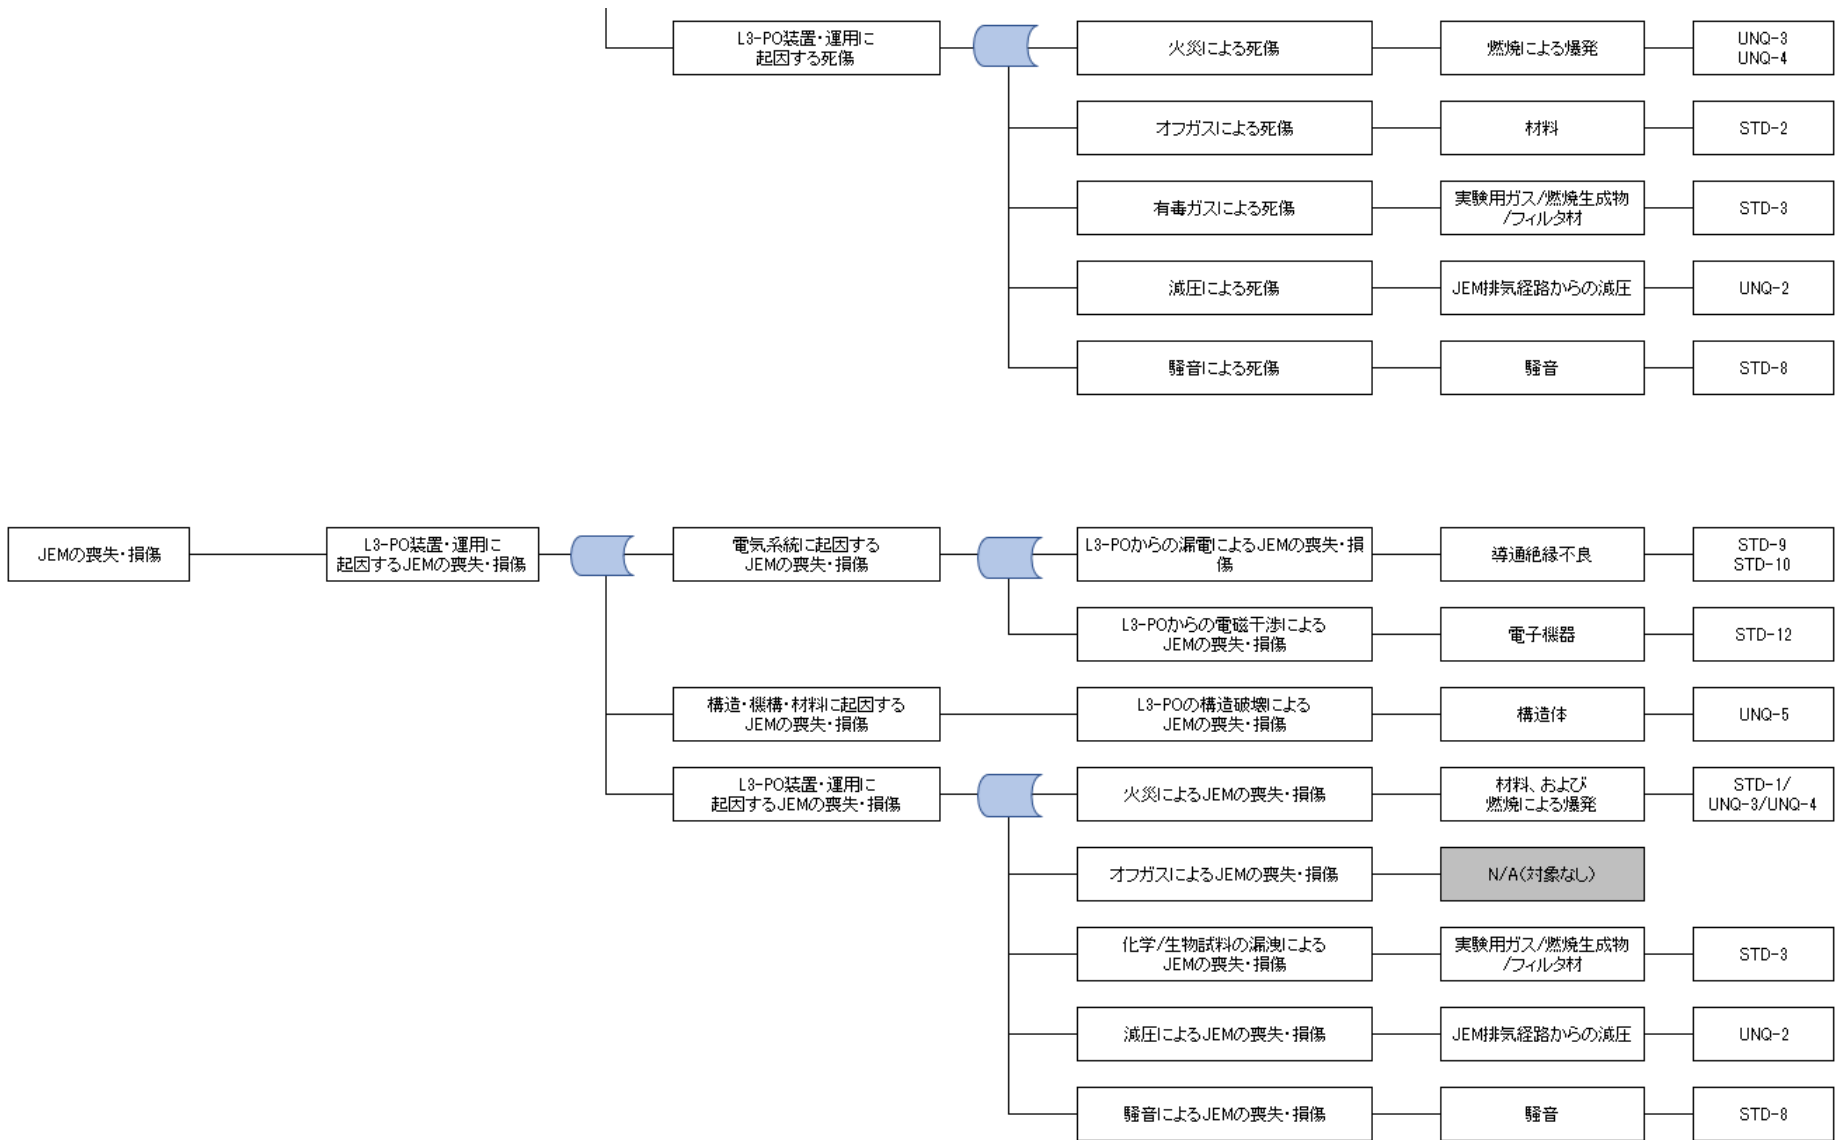 L3-PO装置・運用に
起因する死傷
火災による死傷
燃焼による爆発
UNQ-3
UNQ-4
オフガスによる死傷
材料
STD-2
有毒ガスによる死傷
実験用ガス/燃焼生成物
/フィルタ材
STD-3
減圧による死傷
JEM排気経路からの減圧
UNQ-2
騒音による死傷
騒音
STD-8
JEMの喪失・損傷
L3-PO装置・運用に
起因するJEMの喪失・損傷
電気系統に起因する
JEMの喪失・損傷
L3-POからの漏電によるJEMの喪失・損
傷
導通絶縁不良
STD-9
STD-10
L3-POからの電磁干渉による
JEMの喪失・損傷
電子機器
STD-12
構造・機構・材料に起因する
JEMの喪失・損傷
L3-POの構造破壊による
JEMの喪失・損傷
構造体
UNQ-5
L3-PO装置・運用に
起因するJEMの喪失・損傷
火災によるJEMの喪失・損傷
材料、および
燃焼による爆発
STD-1/
UNQ-3/UNQ-4
オフガスによるJEMの喪失・損傷
N/A(対象なし)
化学/生物試料の漏洩による
JEMの喪失・損傷
実験用ガス/燃焼生成物
/フィルタ材
STD-3
減圧によるJEMの喪失・損傷
JEM排気経路からの減圧
UNQ-2
騒音によるJEMの喪失・損傷
騒音
STD-8